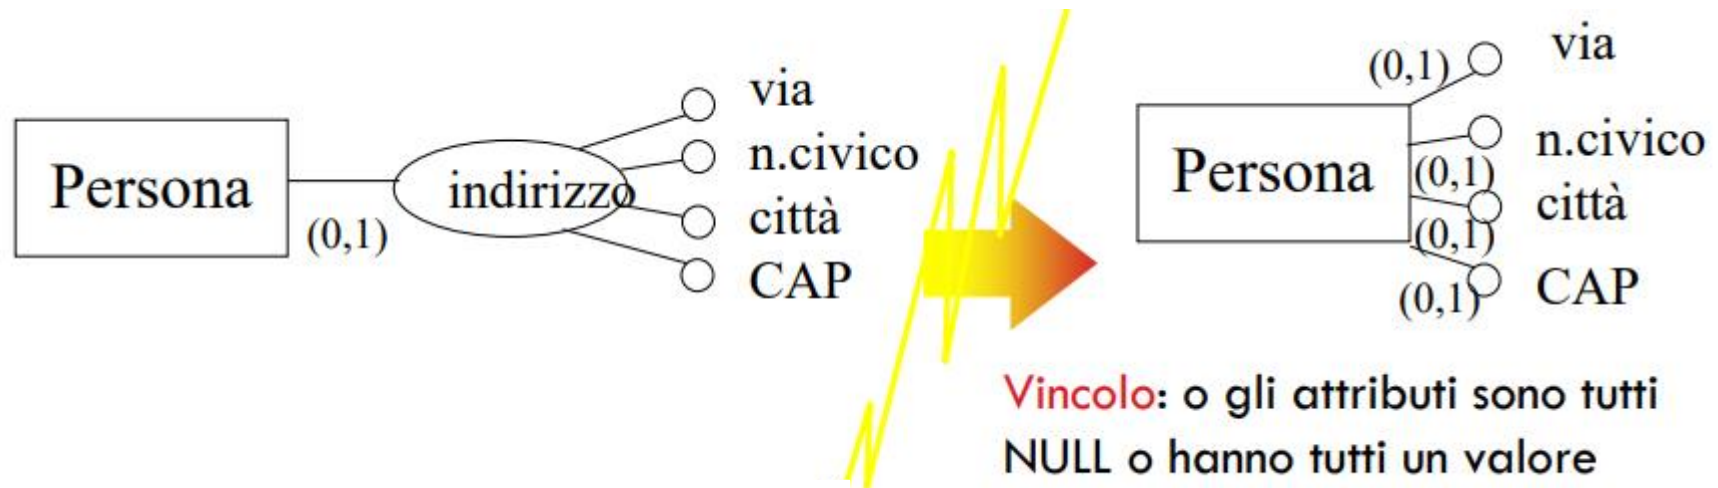 Persona
(0,1)
indirizzo
via
n.civico
città
CAP
Persona
(0,1)
via
(0,1)
n.civico
(0,1)
città
(0,1)
CAP
Vincolo: o gli attributi sono tutti
NULL o hanno tutti un valore